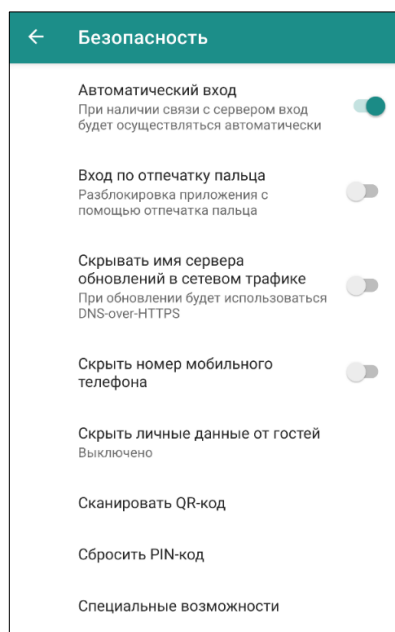 Безопасность
Автоматический вход
При наличии связи с сервером вход
будет осуществляться автоматически
Вход по отпечатку пальца
Разблокировка приложения с
помощью отпечатка пальца
Скрывать имя сервера
обновлений в сетевом трафике
При обновлении будет использоваться
DNS-over-HTTPS
Скрыть номер мобильного
телефона
Скрыть личные данные от гостей
Выключено
Сканировать QR-код
Сбросить PIN-код
Специальные возможности